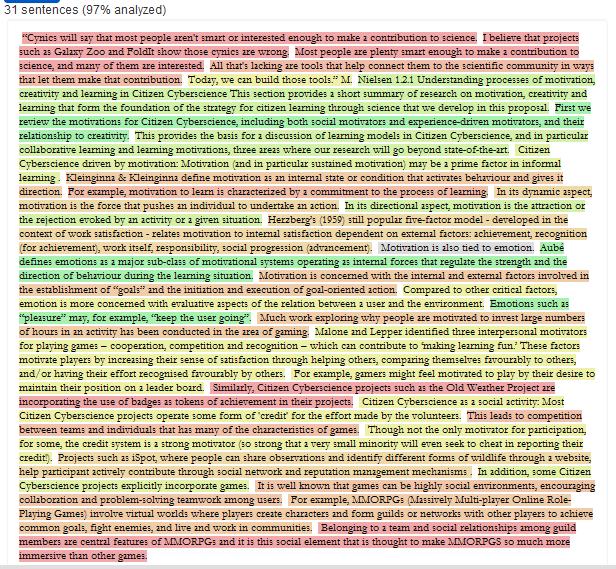 31 sentences (97% analyzed)
“Cynics will say that most people aren't smart or interested enough to make a contribution to science. I believe that projects
such as Galaxy Zoo and FoldIt show those cynics are wrong. Most people are plenty smart enough to make a contribution to
science, and many of them are interested. All that's lacking are tools that help connect them to the scientific community in ways
that let them make that contribution. Today, we can build those tools.” M. Nielsen 1.2.1 Understanding processes of motivation,
creativity and learning in Citizen Cyberscience This section provides a short summary of research on motivation, creativity and
learning that form the foundation of the strategy for citizen learning through science that we develop in this proposal. First we
review the motivations for Citizen Cyberscience, including both social motivators and experience-driven motivators, and their
relationship to creativity. This provides the basis for a discussion of learning models in Citizen Cyberscience, and in particular
collaborative learning and learning motivations, three areas where our research will go beyond state-of-the-art. Citizen
Cyberscience driven by motivation: Motivation (and in particular sustained motivation) may be a prime factor in informal
learning . Kleinginna & Kleinginna define motivation as an internal state or condition that activates behaviour and gives it
direction. For example, motivation to learn is characterized by a commitment to the process of learning. In its dynamic aspect,
motivation is the force that pushes an individual to undertake an action. In its directional aspect, motivation is the attraction or
the rejection evoked by an activity or a given situation. Herzberg's (1959) still popular five-factor model - developed in the
context of work satisfaction - relates motivation to internal satisfaction dependent on external factors: achievement, recognition
(for achievement), work itself, responsibility, social progression (advancement). Motivation is also tied to emotion. Aubé
defines emotions as a major sub-class of motivational systems operating as internal forces that regulate the strength and the
direction of behaviour during the learning situation. Motivation is concerned with the internal and external factors involved in
the establishment of “goals” and the initiation and execution of goal-oriented action. Compared to other critical factors,
emotion is more concerned with evaluative aspects of the relation between a user and the environment. Emotions such as
“pleasure” may, for example, “keep the user going”. Much work exploring why people are motivated to invest large numbers
of hours in an activity has been conducted in the area of gaming. Malone and Lepper identified three interpersonal motivators
for playing games – cooperation, competition and recognition – which can contribute to ‘making learning fun.’ These factors
motivate players by increasing their sense of satisfaction through helping others, comparing themselves favourably to others,
and/or having their effort recognised favourably by others. For example, gamers might feel motivated to play by their desire to
maintain their position on a leader board. Similarly, Citizen Cyberscience projects such as the Old Weather Project are
incorporating the use of badges as tokens of achievement in their projects. Citizen Cyberscience as a social activity: Most
Citizen Cyberscience projects operate some form of 'credit' for the effort made by the volunteers. This leads to competition
between teams and individuals that has many of the characteristics of games. Though not the only motivator for participation,
for some, the credit system is a strong motivator (so strong that a very small minority will even seek to cheat in reporting their
credit!). Projects such as iSpot, where people can share observations and identify different forms of wildlife through a website,
help participant actively contribute through social network and reputation management mechanisms . In addition, some Citizen
Cyberscience projects explicitly incorporate games. It is well known that games can be highly social environments, encouraging
collaboration and problem-solving teamwork among users. For example, MMORPGs (Massively Multi-player Online Role-
Playing Games) involve virtual worlds where players create characters and form guilds or networks with other players to achieve
common goals, fight enemies, and live and work in communities. Belonging to a team and social relationships among guild
members are central features of MMORPGs and it is this social element that is thought to make MMORPGS so much more
immersive than other games.